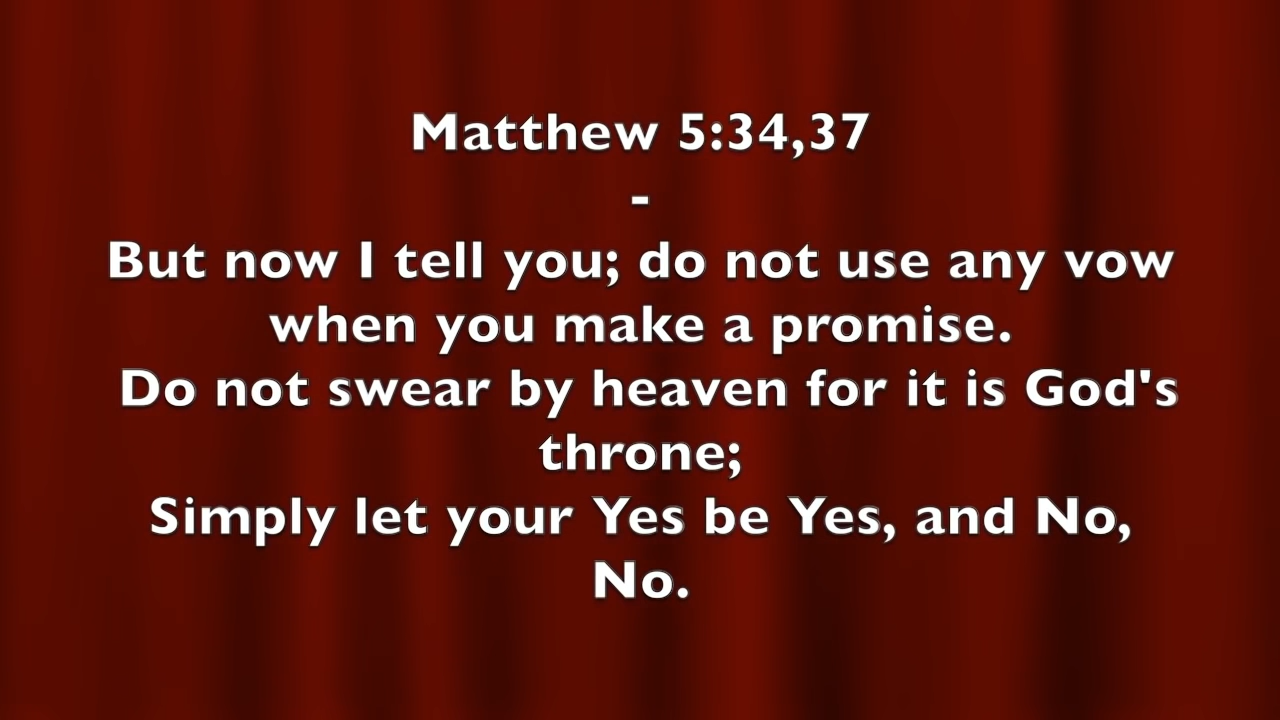 Matthew 5:34,37
-
But now I tell you; do not use any vow
when you make a promise.
Do not swear by heaven for it is God's
throne;
Simply let your Yes be Yes, and No,
No.